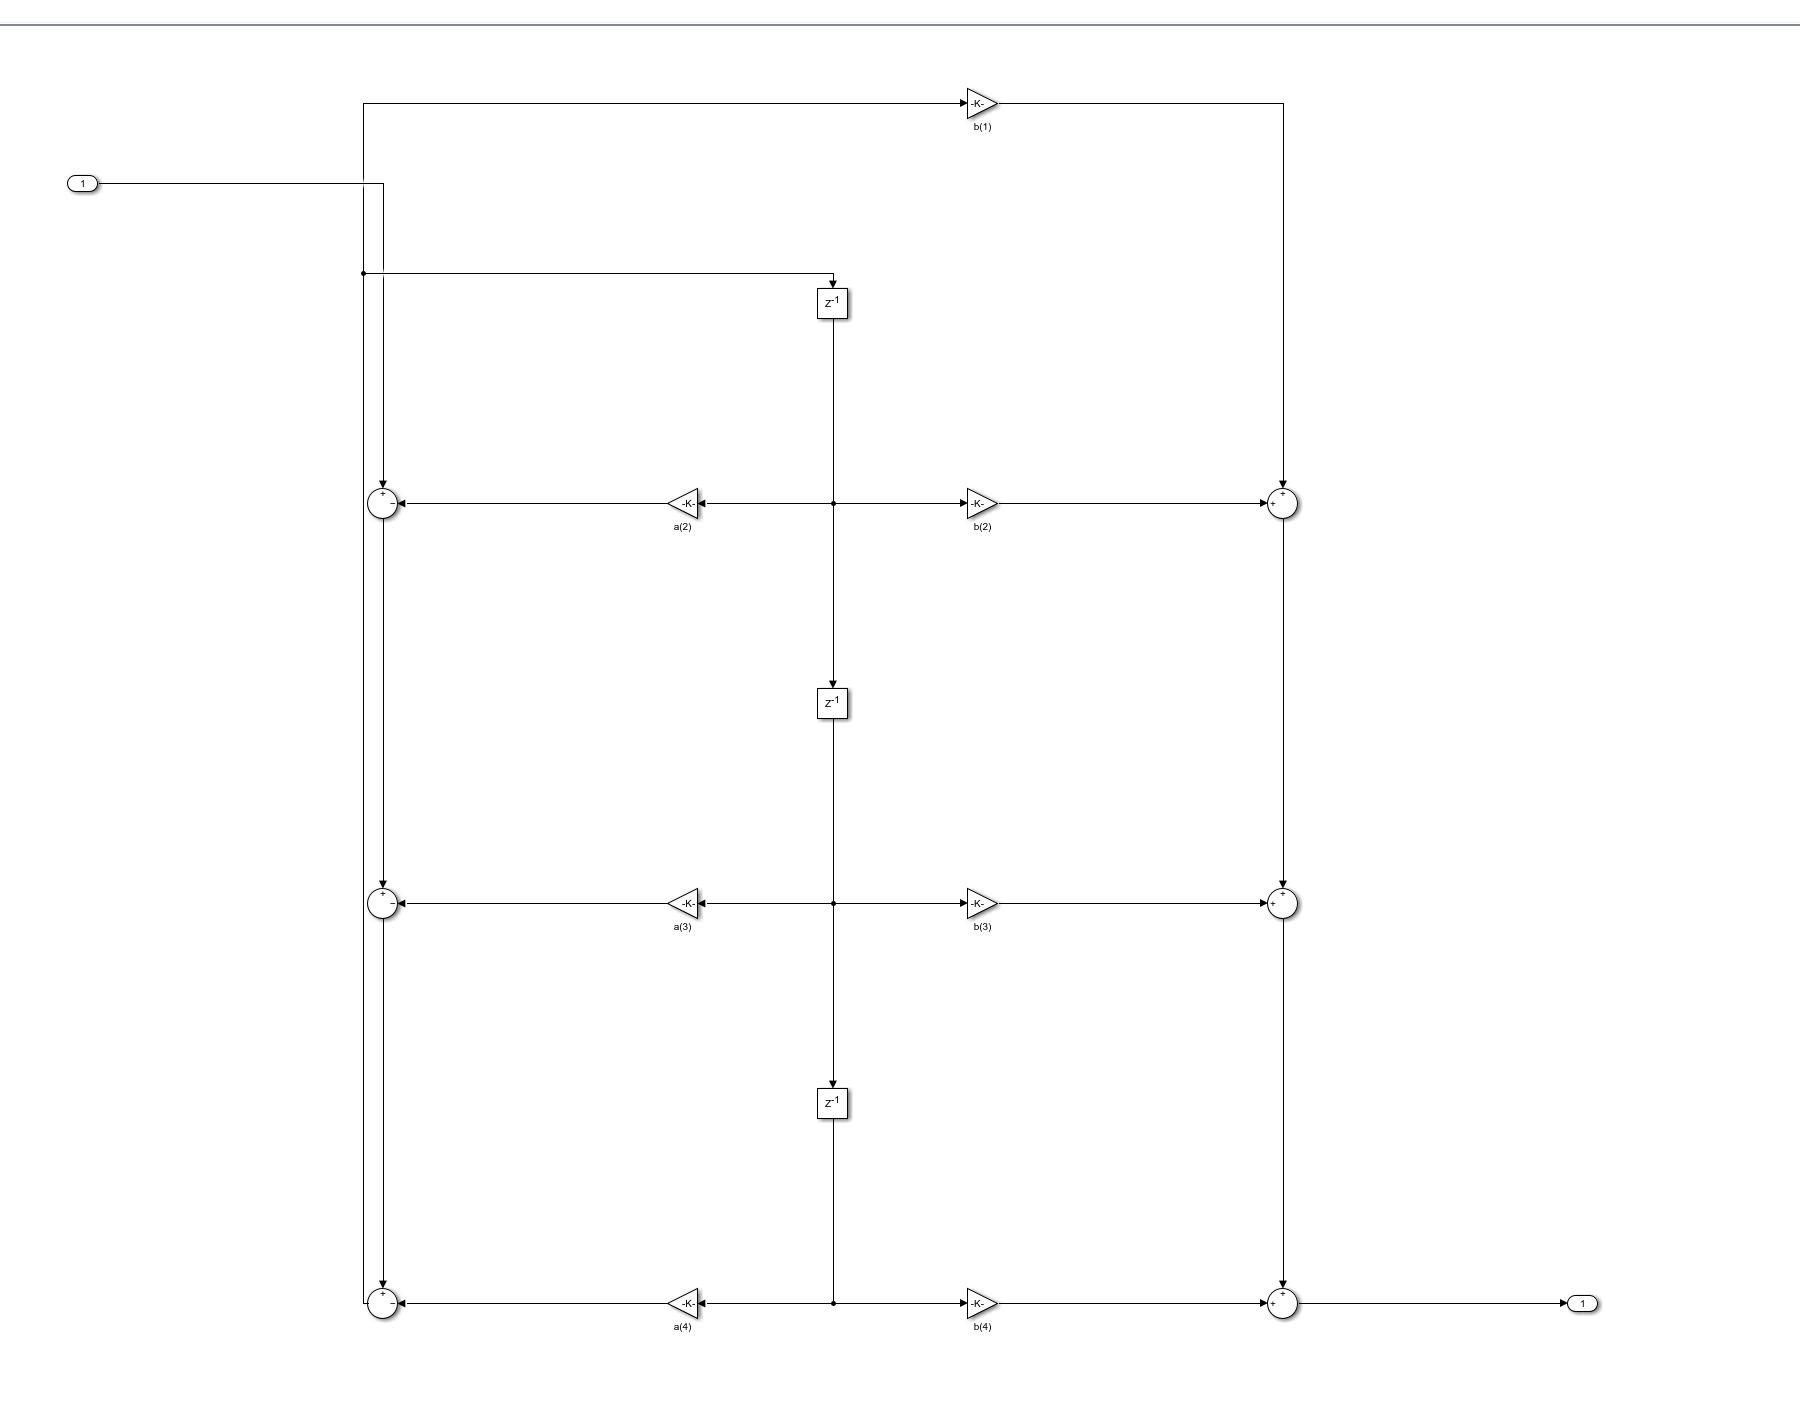 -K-
b(1)
1
Z-1
+
−
-K-
a(2)
-K-
b(2)
+
+
Z-1
+
−
-K-
a(3)
-K-
b(3)
+
+
Z-1
+
−
-K-
a(4)
-K-
b(4)
+
+
1